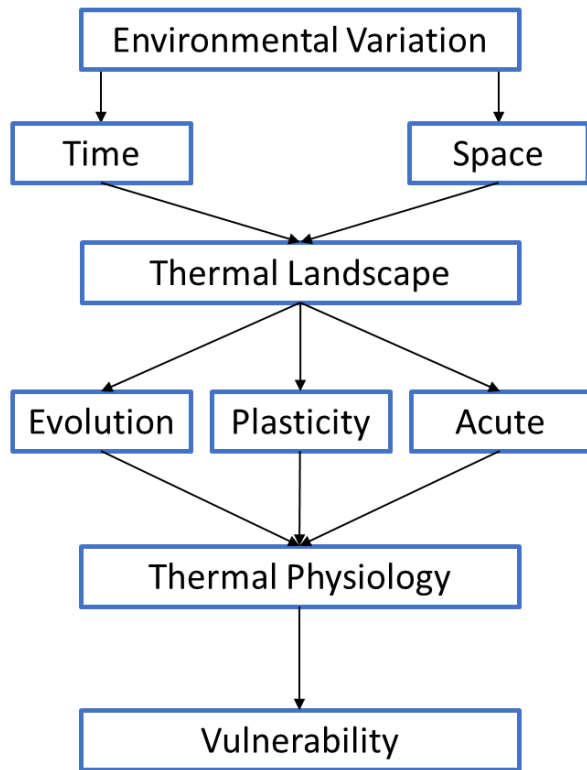 Environmental Variation
Time
Space
Thermal Landscape
Evolution
Plasticity
Acute
Thermal Physiology
Vulnerability